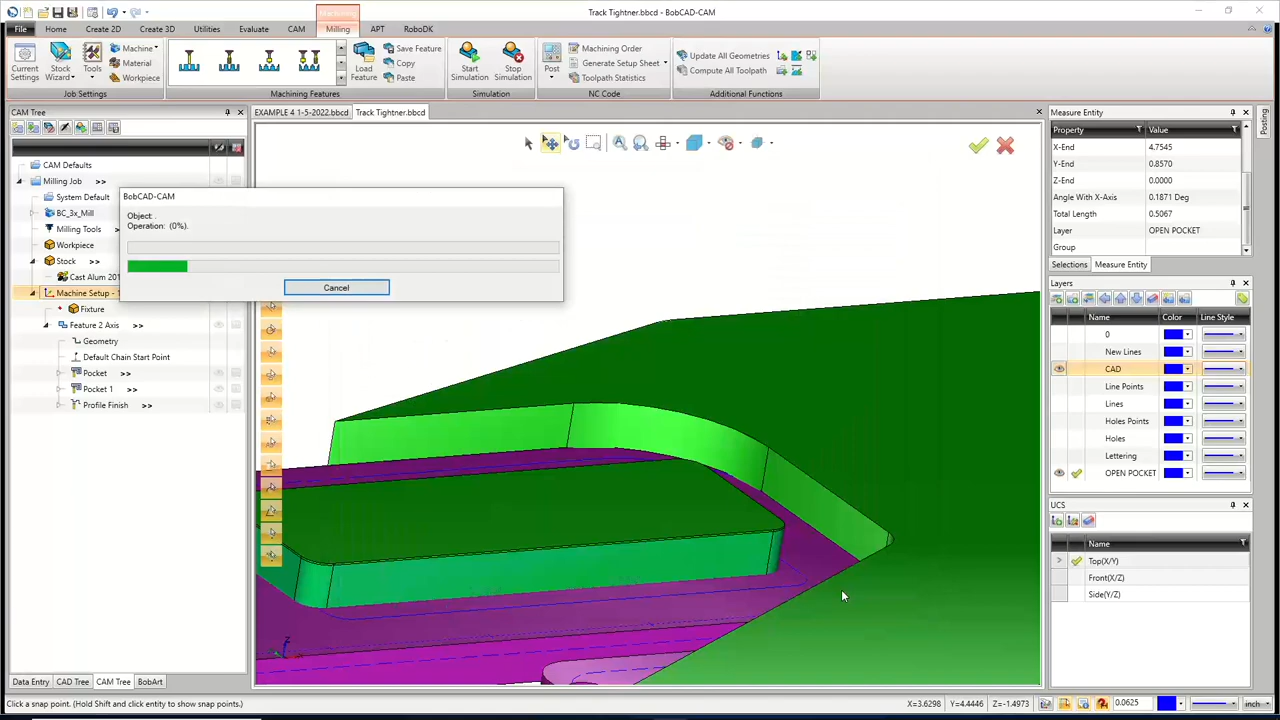 Track Tightner.bbcd - BobCAD-CAM
Machining
File Home Create 2D Create 3D Utilities Evaluate CAM Milling APT RoboDK
Current Settings
Stock Wizard
Tools
Machine
Material
Workpiece
Job Settings
Load Feature
Save Feature
Copy
Paste
Machining Features
Start Simulation
Stop Simulation
Simulation
Post
Machining Order
Generate Setup Sheet
Toolpath Statistics
NC Code
Update All Geometries
Compute All Toolpath
Additional Functions
CAM Tree
EXAMPLE 4 1-5-2022.bbcd
Track Tightner.bbcd
CAM Defaults
Milling Job >>
System Default
BC_3x_Mill
Milling Tools >>
Workpiece
Stock >>
Cast Alum 201
Machine Setup - 1
Fixture
Feature 2 Axis >>
Geometry
Default Chain Start Point
Pocket >>
Pocket 1 >>
Profile Finish >>
BobCAD-CAM
Object: .
Operation: (0%).
Cancel
Measure Entity
Property Value
X-End 4.7545
Y-End 0.8570
Z-End 0.0000
Angle With X-Axis 0.1871 Deg
Total Length 0.5067
Layer OPEN POCKET
Group
Selections Measure Entity
Posting
Layers
Name Color Line Style
0
New Lines
CAD
Line Points
Lines
Holes Points
Holes
Lettering
OPEN POCKET
UCS
Name
Top(X/Y)
Front(X/Z)
Side(Y/Z)
Z
Data Entry CAD Tree CAM Tree BobArt
Click a snap point. (Hold Shift and click entity to show snap points.)
X=3.6298 Y=4.4446 Z=-1.4973
0.0625
inch